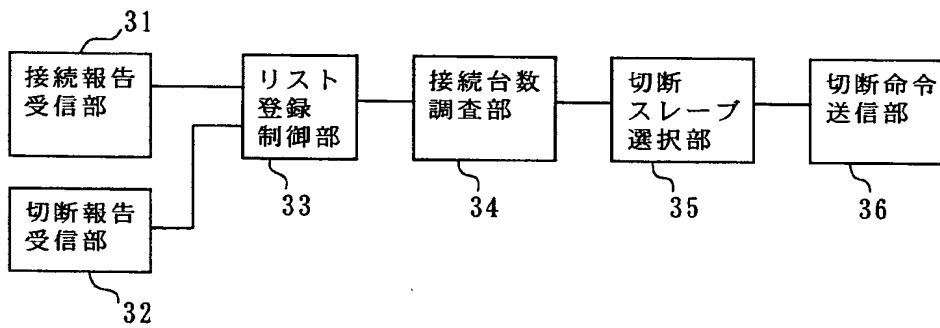 31
接続報告
受信部
リスト
登録
制御部
接続台数
調査部
切断
スレーブ
選択部
切断命令
送信部
33
34
35
36
切断報告
受信部
32